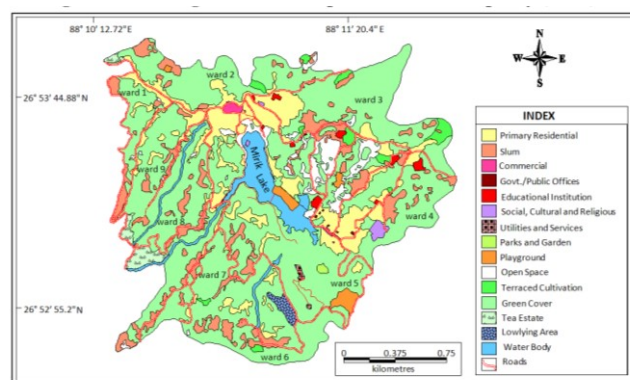 88° 10' 12.72" E
88° 11' 20.4" E
26° 53' 44.88" N
26° 52' 55.2" N
ward 1
ward 2
ward 3
ward 9
ward 8
ward 4
ward 7
ward 5
ward 6
Mirik Lake
N
W
E
S
INDEX
Primary Residential
Slum
Commercial
Govt./Public Offices
Educational Institution
Social, Cultural and Religious
Utilities and Services
Parks and Garden
Playground
Open Space
Terraced Cultivation
Green Cover
Tea Estate
Lowlying Area
Water Body
Roads
0 0.375 0.75
kilometres